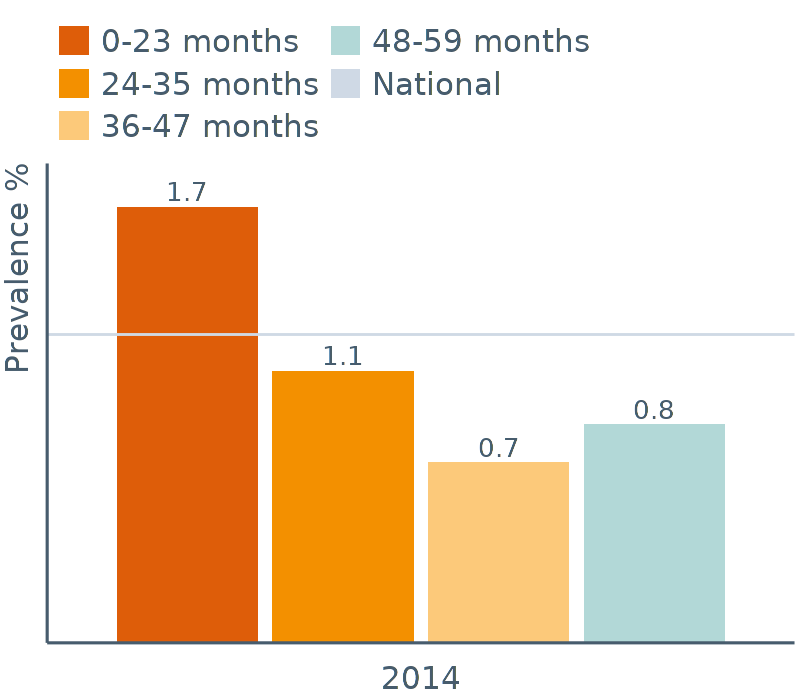 0-23 months
24-35 months
36-47 months
48-59 months
National
Prevalence %
1.7
1.1
0.7
0.8
2014